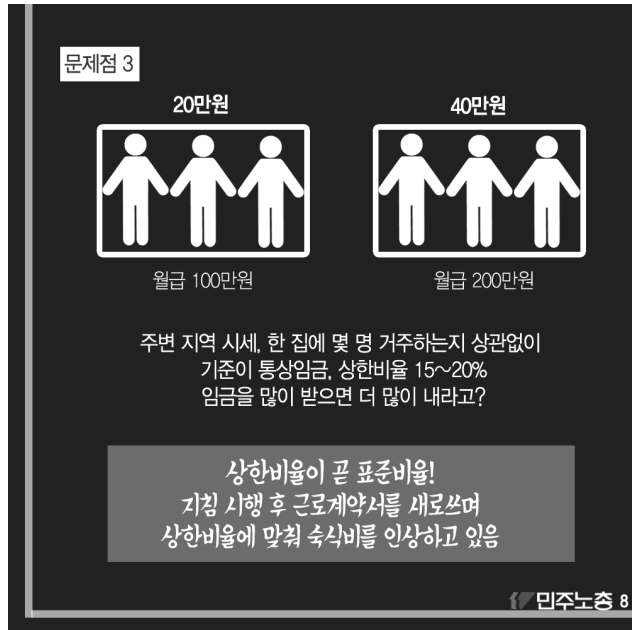 문제점 3
20만원
40만원
월급 100만원
월급 200만원
주변 지역 시세, 한 집에 몇 명 거주하는지 상관없이
기준이 통상임금, 상한비율 15~20%
임금을 많이 받으면 더 많이 내라고?
상한비율이 곧 표준비율!
지침 시행 후 근로계약서를 새로쓰며
상한비율에 맞춰 숙식비를 인상하고 있음
민주노총 8